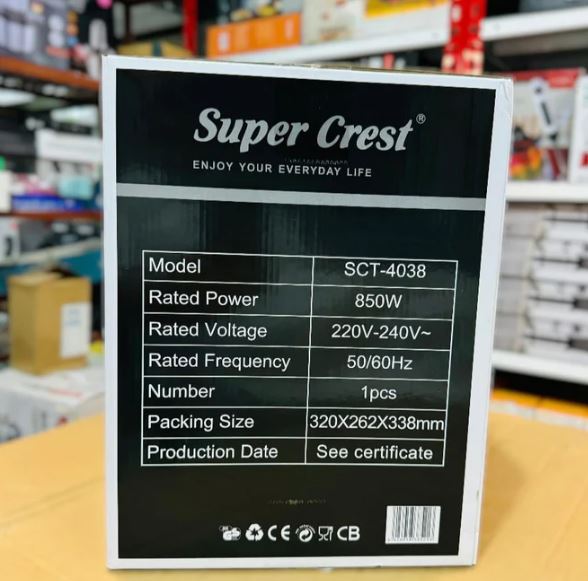 Super Crest®
ENJOY YOUR EVERYDAY LIFE
Model SCT-4038
Rated Power 850W
Rated Voltage 220V-240V~
Rated Frequency 50/60Hz
Number 1pcs
Packing Size 320X262X338mm
Production Date See certificate
CE CB